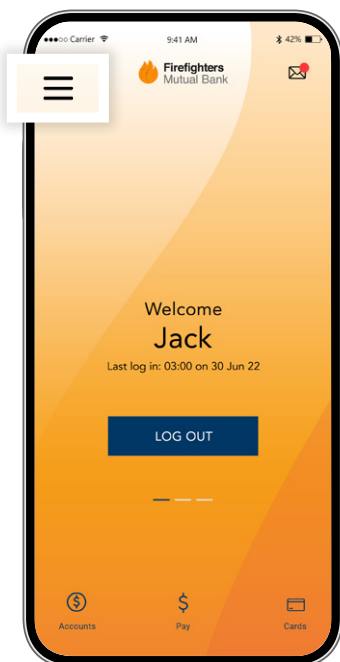 Carrier 9:41 AM 42%
Firefighters
Mutual Bank
Welcome
Jack
Last log in: 03:00 on 30 Jun 22
LOG OUT
Accounts Pay Cards